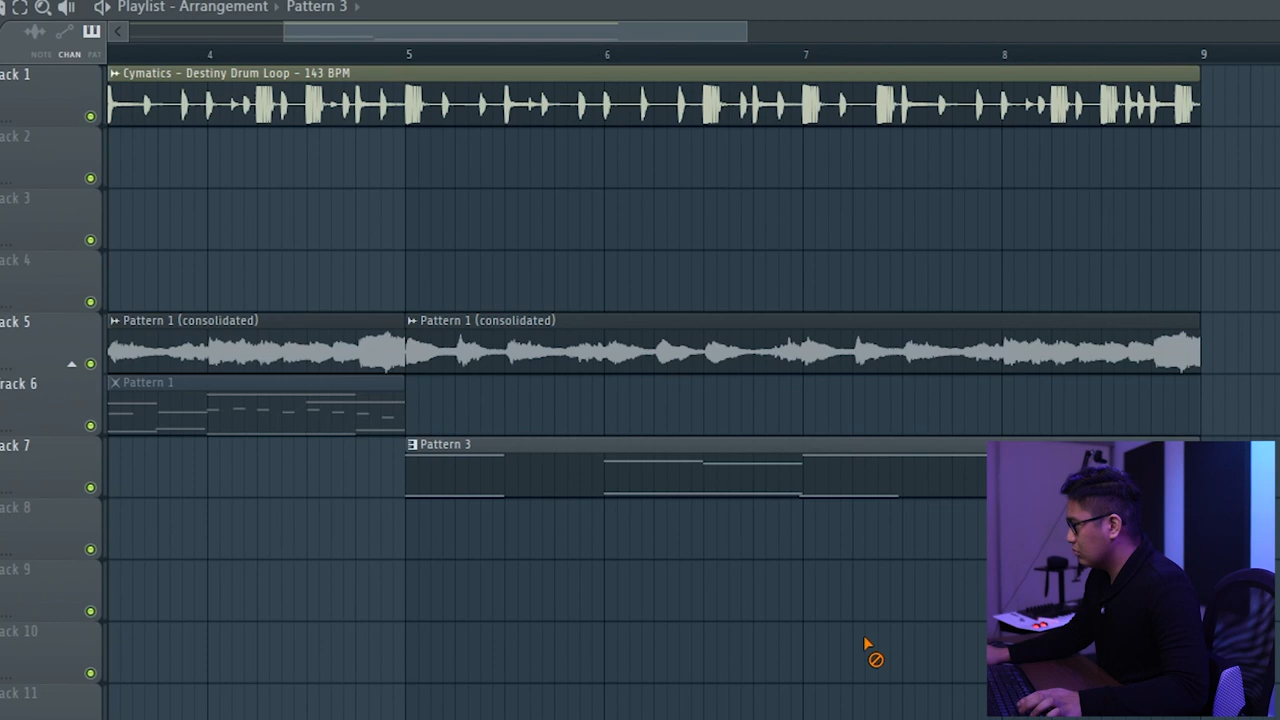 Playlist - Arrangement › Pattern 3 ›
NOTE CHAN PAT
4 5 6 7 8 9
ack 1
Cymatics - Destiny Drum Loop - 143 BPM
ack 2
ack 3
ack 4
ack 5
Pattern 1 (consolidated)
Pattern 1 (consolidated)
rack 6
Pattern 1
ack 7
Pattern 3
ack 8
ack 9
ack 10
ack 11